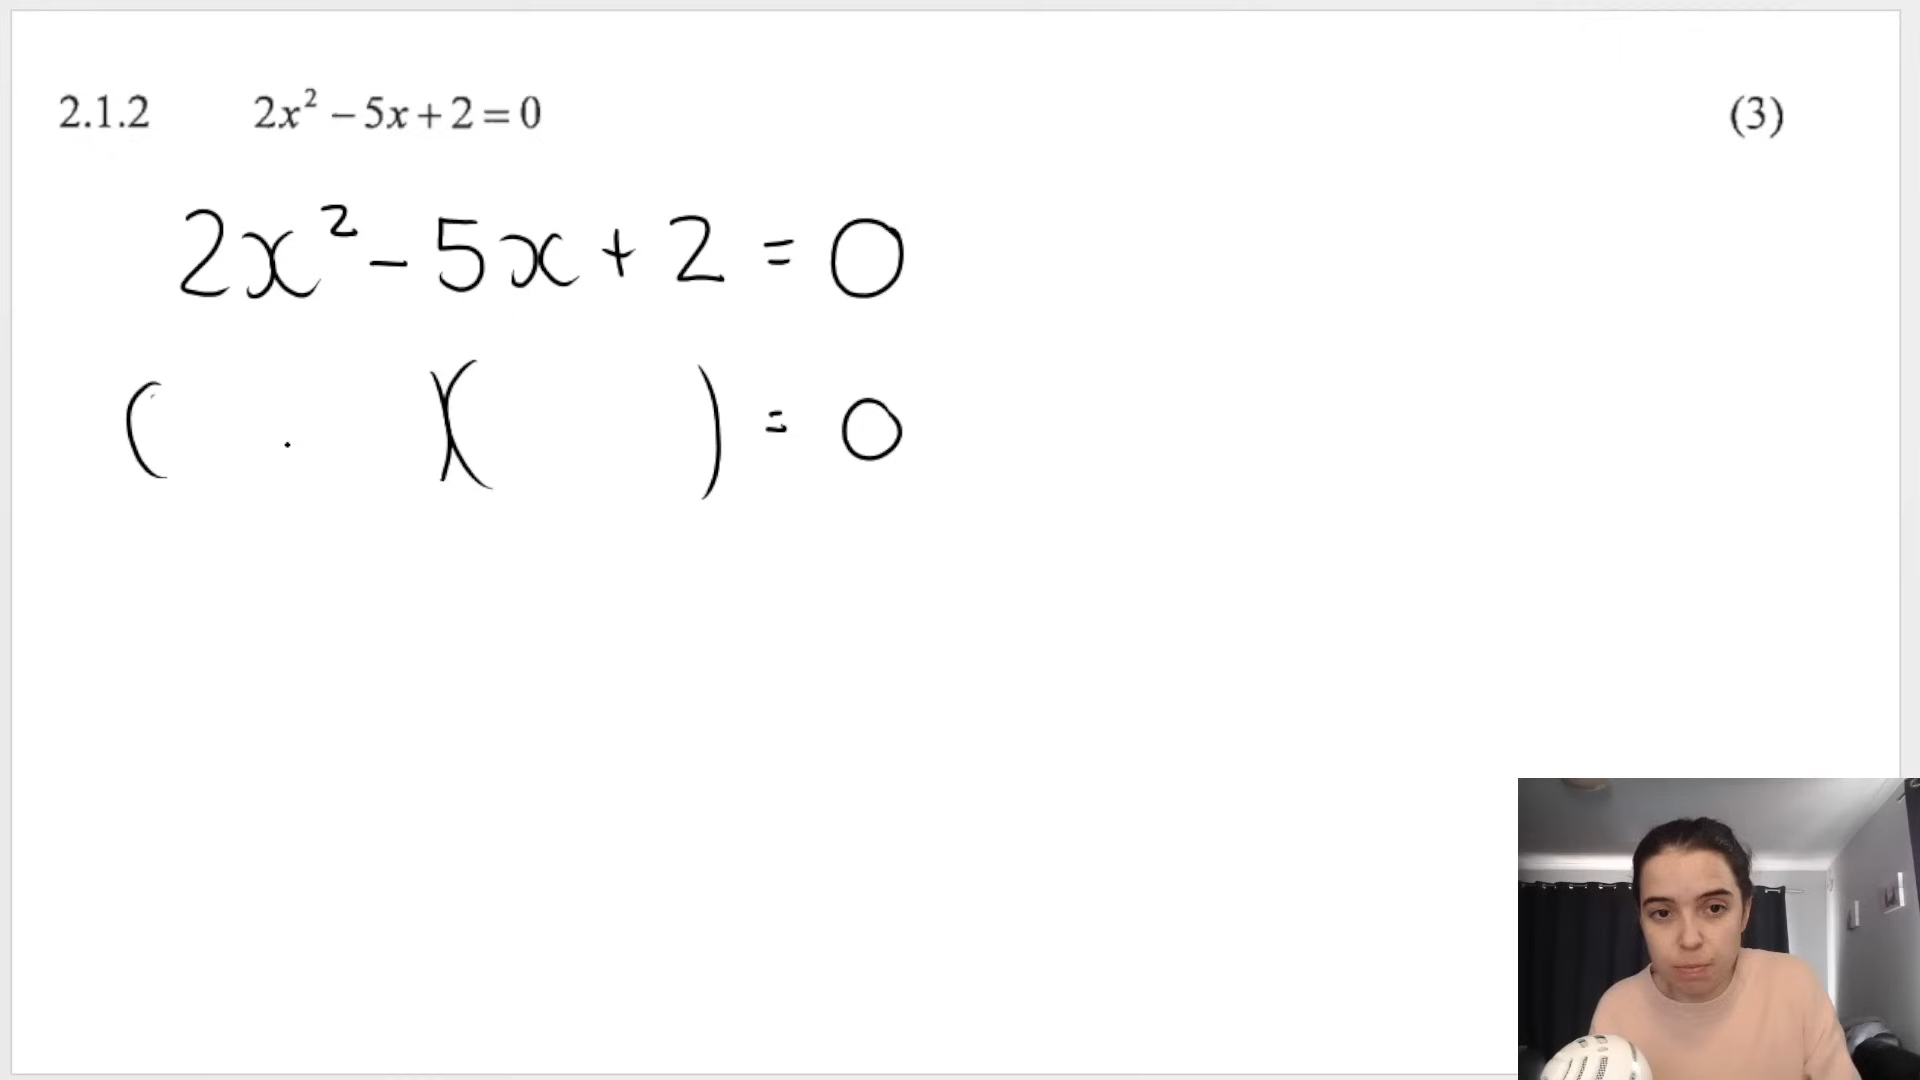 2.1.2 2x² – 5x + 2 = 0 (3)
2x² - 5x + 2 = 0
( )( ) = 0